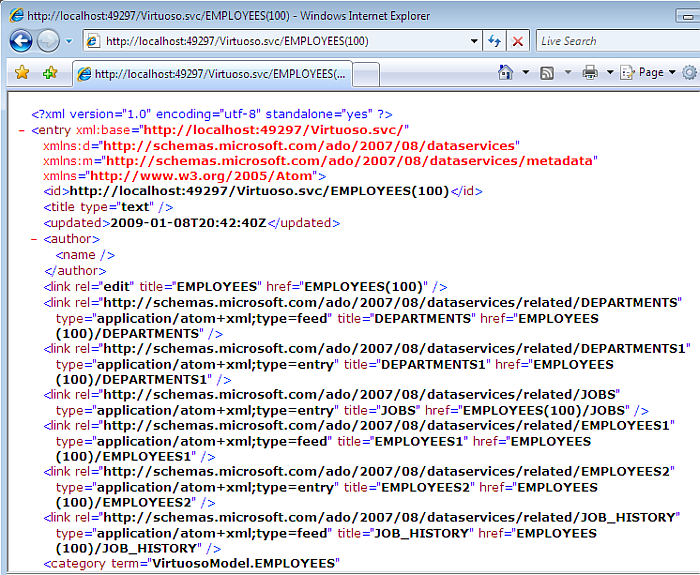 http://localhost:49297/Virtuoso.svc/EMPLOYEES(100) - Windows Internet Explorer
http://localhost:49297/Virtuoso.svc/EMPLOYEES(100)
Live Search
http://localhost:49297/Virtuoso.svc/EMPLOYEES(...
Page
<?xml version="1.0" encoding="utf-8" standalone="yes" ?>
- <entry xml:base="http://localhost:49297/Virtuoso.svc/"
xmlns:d="http://schemas.microsoft.com/ado/2007/08/dataservices"
xmlns:m="http://schemas.microsoft.com/ado/2007/08/dataservices/metadata"
xmlns="http://www.w3.org/2005/Atom">
<id>http://localhost:49297/Virtuoso.svc/EMPLOYEES(100)</id>
<title type="text" />
<updated>2009-01-08T20:42:40Z</updated>
- <author>
<name />
</author>
<link rel="edit" title="EMPLOYEES" href="EMPLOYEES(100)" />
<link rel="http://schemas.microsoft.com/ado/2007/08/dataservices/related/DEPARTMENTS"
type="application/atom+xml;type=feed" title="DEPARTMENTS" href="EMPLOYEES
(100)/DEPARTMENTS" />
<link rel="http://schemas.microsoft.com/ado/2007/08/dataservices/related/DEPARTMENTS1"
type="application/atom+xml;type=entry" title="DEPARTMENTS1" href="EMPLOYEES
(100)/DEPARTMENTS1" />
<link rel="http://schemas.microsoft.com/ado/2007/08/dataservices/related/JOBS"
type="application/atom+xml;type=entry" title="JOBS" href="EMPLOYEES(100)/JOBS" />
<link rel="http://schemas.microsoft.com/ado/2007/08/dataservices/related/EMPLOYEES1"
type="application/atom+xml;type=feed" title="EMPLOYEES1" href="EMPLOYEES
(100)/EMPLOYEES1" />
<link rel="http://schemas.microsoft.com/ado/2007/08/dataservices/related/EMPLOYEES2"
type="application/atom+xml;type=entry" title="EMPLOYEES2" href="EMPLOYEES
(100)/EMPLOYEES2" />
<link rel="http://schemas.microsoft.com/ado/2007/08/dataservices/related/JOB_HISTORY"
type="application/atom+xml;type=feed" title="JOB_HISTORY" href="EMPLOYEES
(100)/JOB_HISTORY" />
<category term="VirtuosoModel.EMPLOYEES"